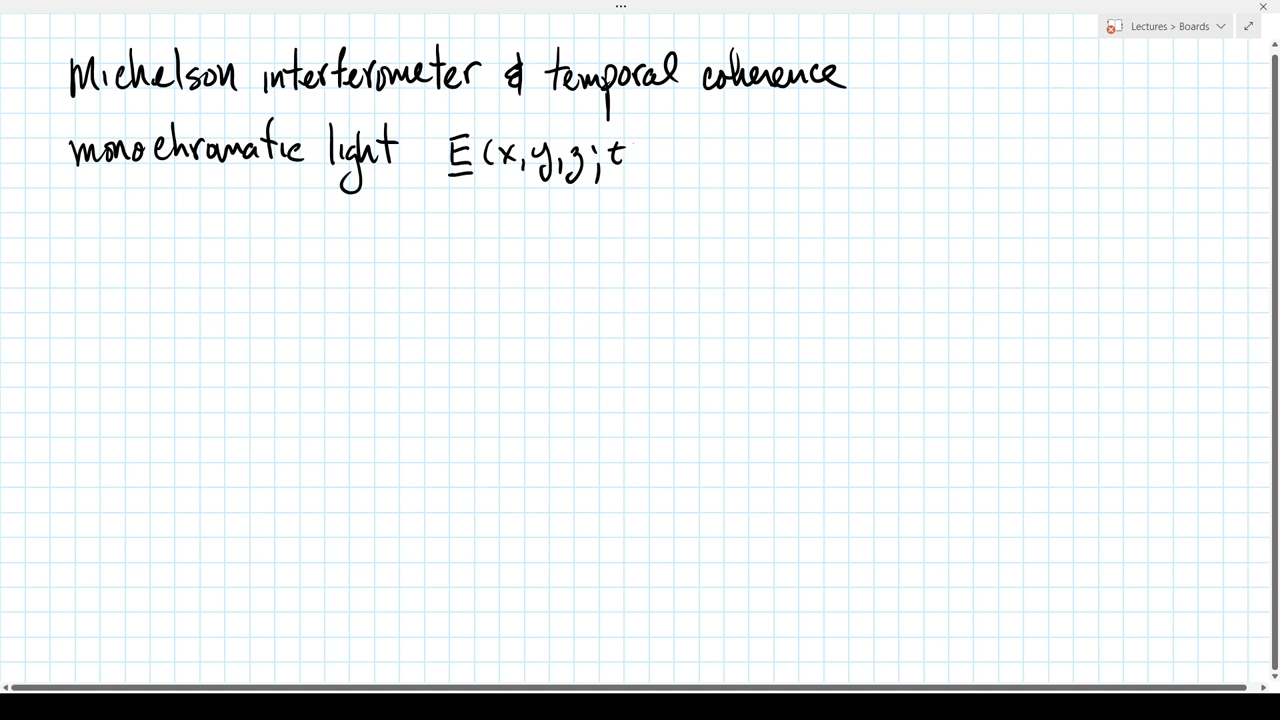 Lectures > Boards
Michelson interferometer & temporal coherence
monochromatic light E(x,y,z;t